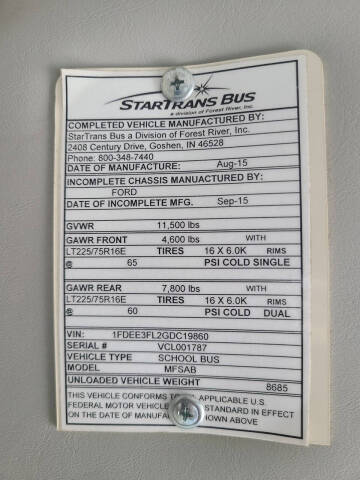 STARTRANS BUS
a division of Forest River, Inc.
COMPLETED VEHICLE MANUFACTURED BY:
StarTrans Bus a Division of Forest River, Inc.
2408 Century Drive, Goshen, IN 46528
Phone: 800-348-7440
DATE OF MANUFACTURE: Aug-15
INCOMPLETE CHASSIS MANUACTURED BY:
FORD
DATE OF INCOMPLETE MFG. Sep-15
GVWR 11,500 lbs
GAWR FRONT 4,600 lbs WITH
LT225/75R16E TIRES 16 X 6.0K RIMS
@ 65 PSI COLD SINGLE
GAWR REAR 7,800 lbs WITH
LT225/75R16E TIRES 16 X 6.0K RIMS
@ 60 PSI COLD DUAL
VIN: 1FDEE3FL2GDC19860
SERIAL # VCL001787
VEHICLE TYPE SCHOOL BUS
MODEL MFSAB
UNLOADED VEHICLE WEIGHT 8685
THIS VEHICLE CONFORMS TO APPLICABLE U.S.
FEDERAL MOTOR VEHICLE STANDARD IN EFFECT
ON THE DATE OF MANUFA SHOWN ABOVE